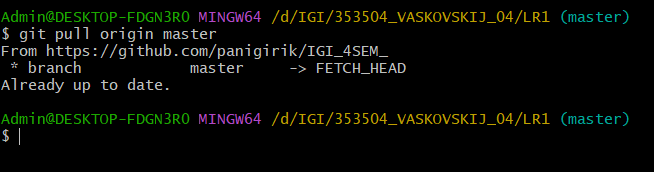 Admin@DESKTOP-FDGN3R0 MINGW64 /d/IGI/353504_VASKOVSKIJ_04/LR1 (master)
$ git pull origin master
From https://github.com/panigirik/IGI_4SEM_
 * branch            master     -> FETCH_HEAD
Already up to date.
Admin@DESKTOP-FDGN3R0 MINGW64 /d/IGI/353504_VASKOVSKIJ_04/LR1 (master)
$